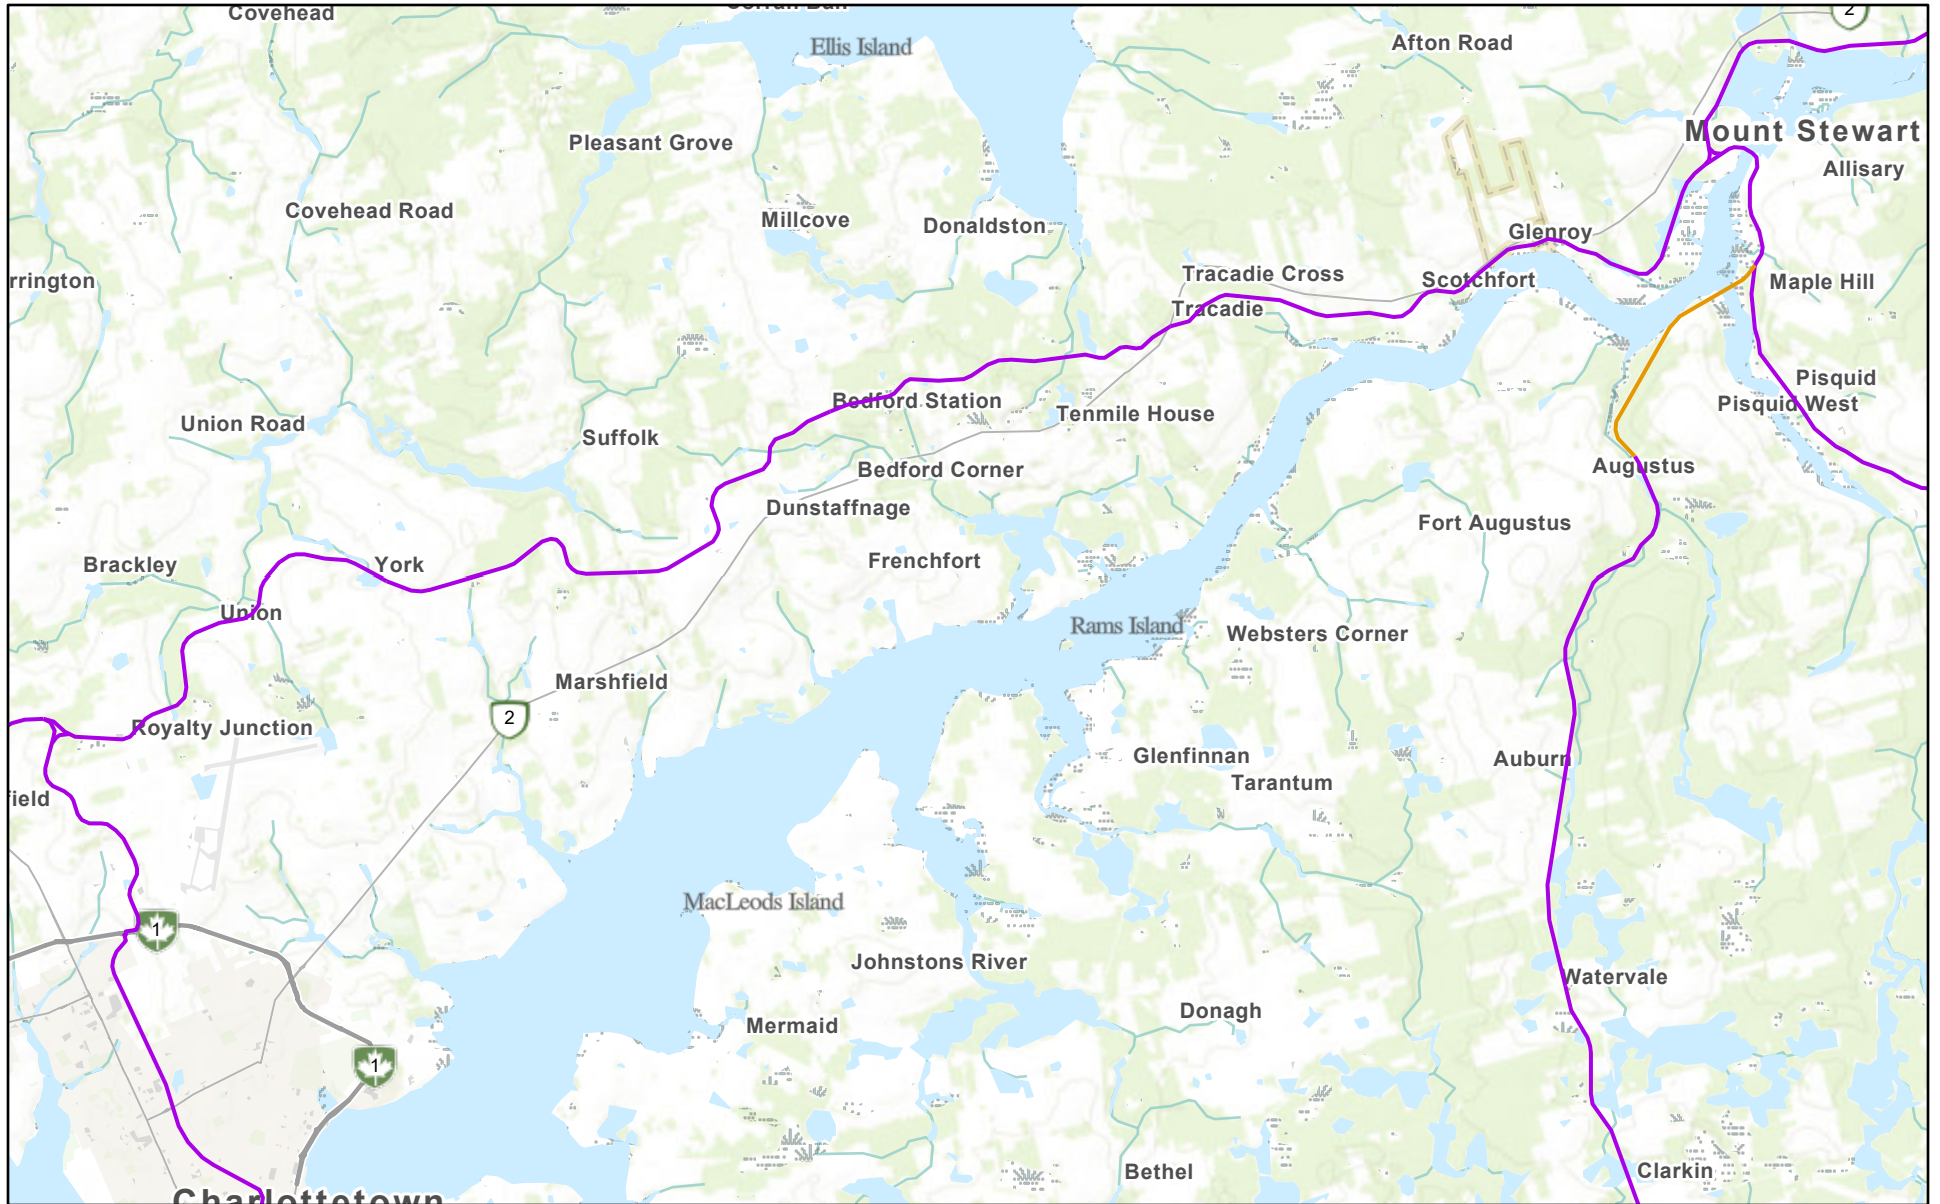 Covehead
Ellis Island
Afton Road
2
Mount Stewart
Pleasant Grove
Allisary
Covehead Road
Millcove
Donaldston
Glenroy
rrington
Tracadie Cross
Scotchfort
Maple Hill
Tracadie
Pisquid
Bedford Station
Tenmile House
Pisquid West
Union Road
Suffolk
Bedford Corner
Augustus
Dunstaffnage
Fort Augustus
Brackley
York
Frenchfort
Union
Rams Island
Websters Corner
Marshfield
2
Royalty Junction
Glenfinnan
Auburn
Tarantum
field
MacLeods Island
1
Johnstons River
Watervale
Donagh
Mermaid
1
Bethel
Clarkin
Charlottetown